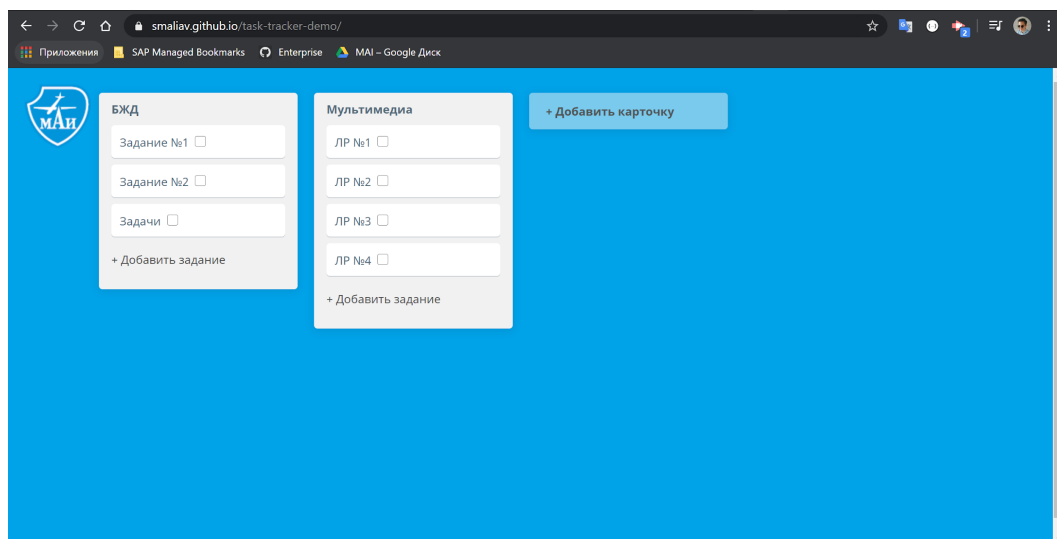 smaliav.github.io/task-tracker-demo/
2
Приложения SAP Managed Bookmarks Enterprise MAI – Google Диск
МАИ
БЖД
Задание №1
Задание №2
Задачи
+ Добавить задание
Мультимедиа
ЛР №1
ЛР №2
ЛР №3
ЛР №4
+ Добавить задание
+ Добавить карточку